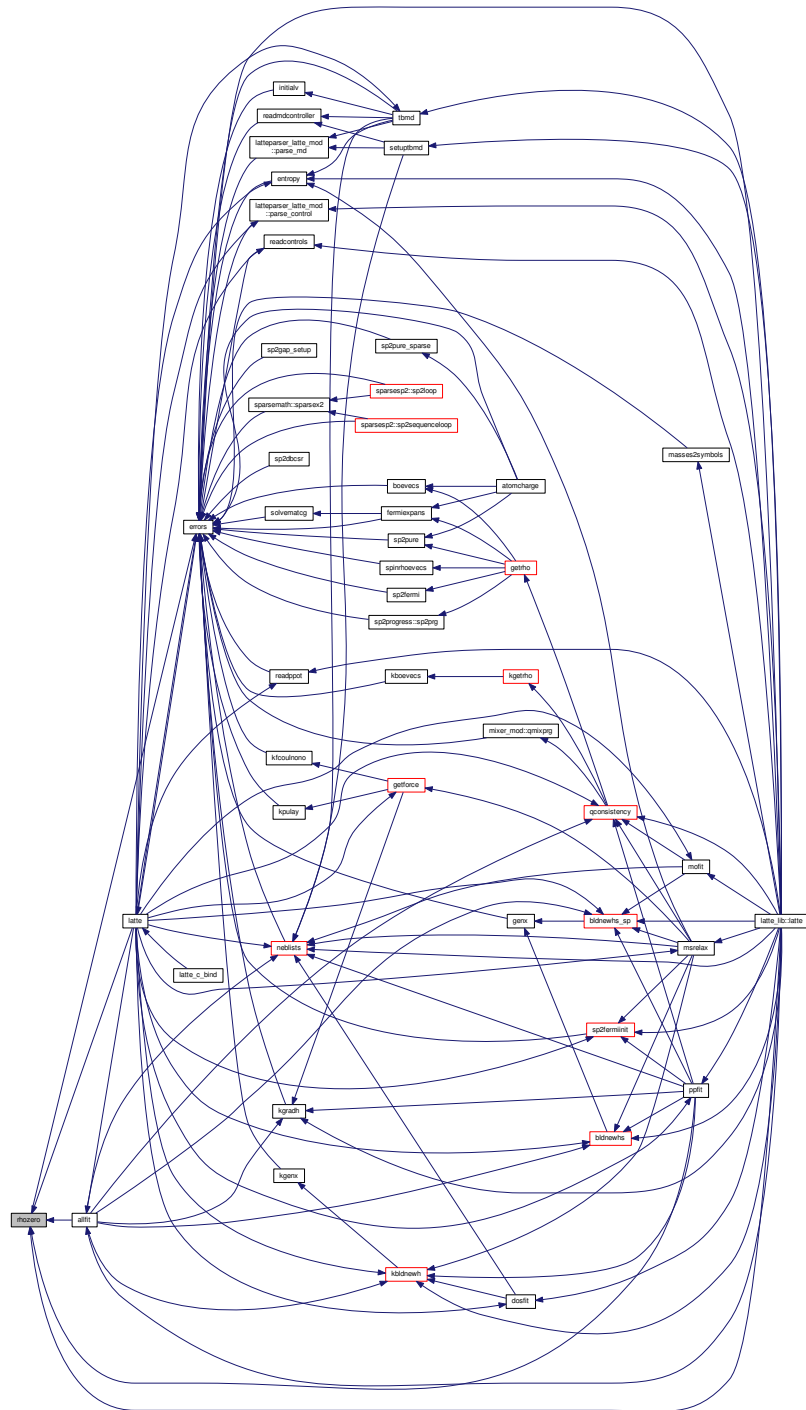 initialv
readmdcontroller
tbmd
latteparser_latte_mod
::parse_md
setuptbmd
entropy
latteparser_latte_mod
::parse_control
readcontrols
sp2gap_setup
sp2pure_sparse
sparsesp2::sp2loop
sparsemath::sparsex2
sparsesp2::sp2sequenceloop
masses2symbols
sp2dbcsr
boevecs
atomcharge
solvematcg
fermiexpans
errors
sp2pure
spinrhoevecs
getrho
sp2fermi
sp2progress::sp2prg
readppot
kboevecs
kgetrho
mixer_mod::qmixprg
kfcoulnono
getforce
kpulay
qconsistency
mofit
latte
genx
bldnewhs_sp
latte_lib::latte
neblists
msrelax
latte_c_bind
sp2fermiinit
ppfit
kgradh
bldnewhs
kgenx
rhozero
allfit
kbldnewh
dosfit